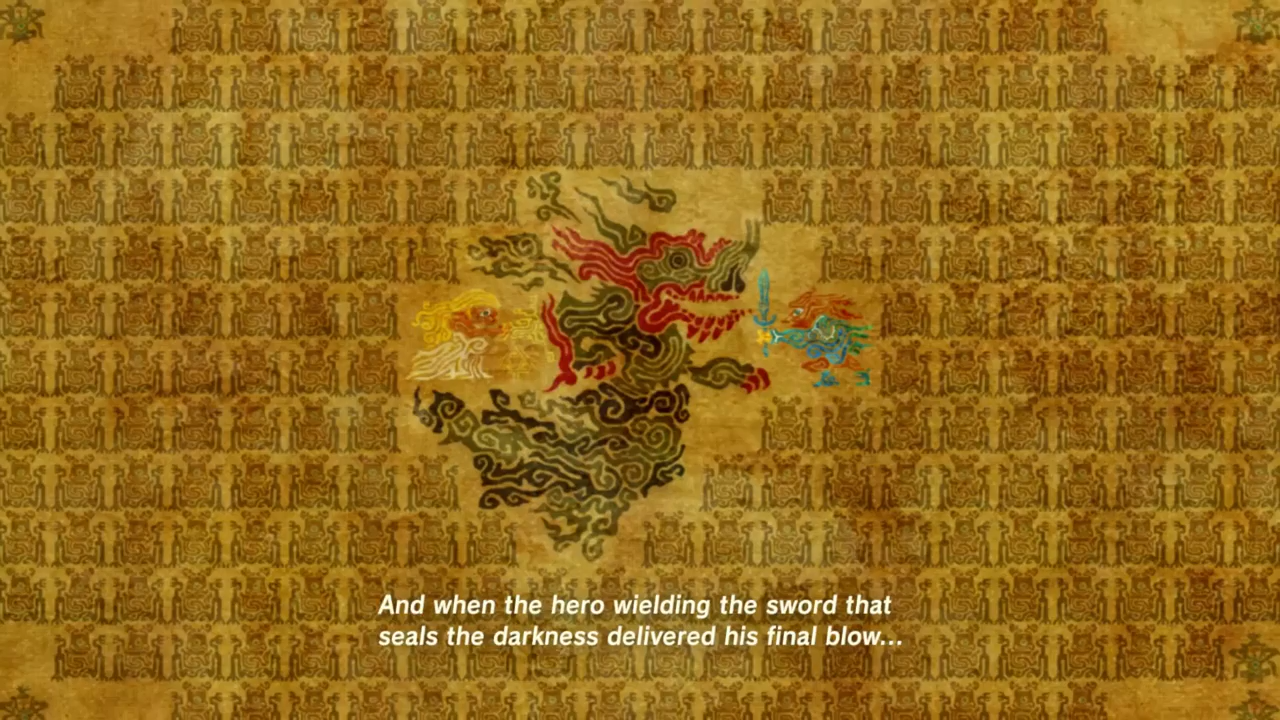 And when the hero wielding the sword that
seals the darkness delivered his final blow...